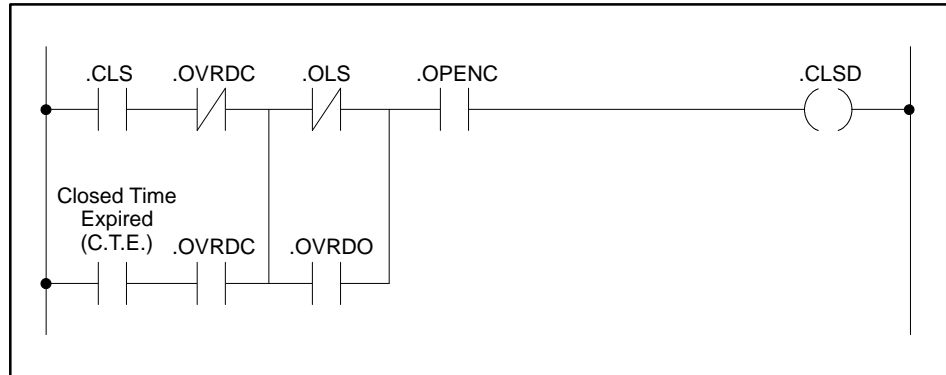 .CLS .OVRDC .OLS .OPENC .CLSD
Closed Time
Expired
(C.T.E.) .OVRDC .OVRDO